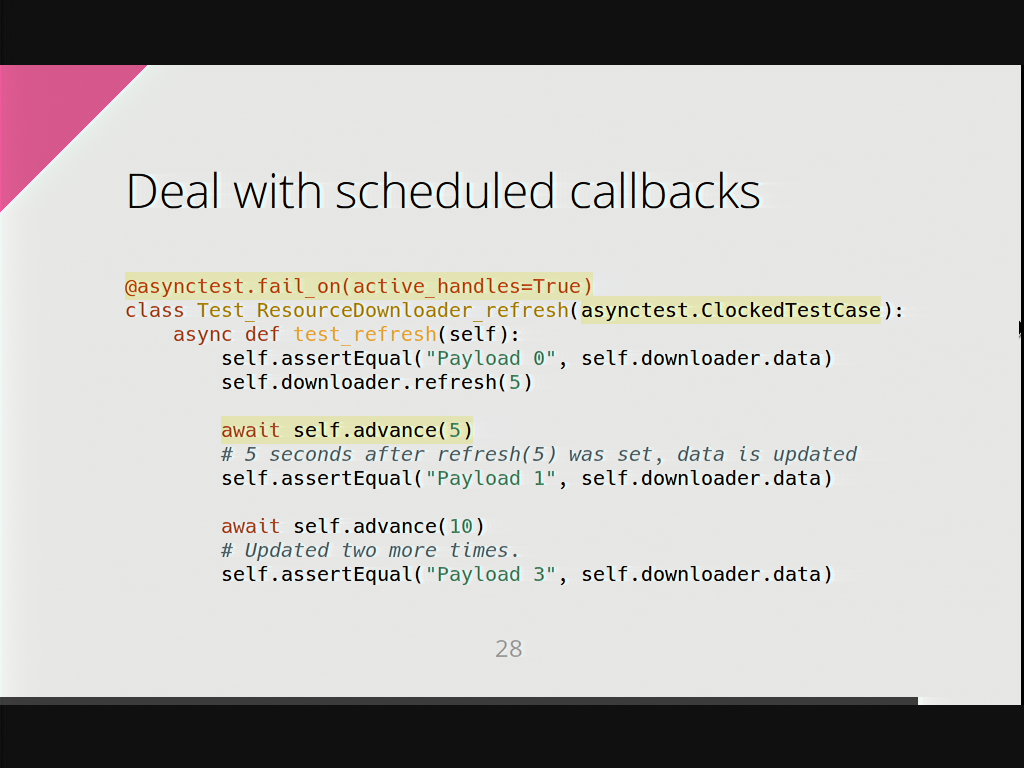 Deal with scheduled callbacks
@asynctest.fail_on(active_handles=True)
class Test_ResourceDownloader_refresh(asynctest.ClockedTestCase):
    async def test_refresh(self):
        self.assertEqual("Payload 0", self.downloader.data)
        self.downloader.refresh(5)
        await self.advance(5)
        # 5 seconds after refresh(5) was set, data is updated
        self.assertEqual("Payload 1", self.downloader.data)
        await self.advance(10)
        # Updated two more times.
        self.assertEqual("Payload 3", self.downloader.data)
28